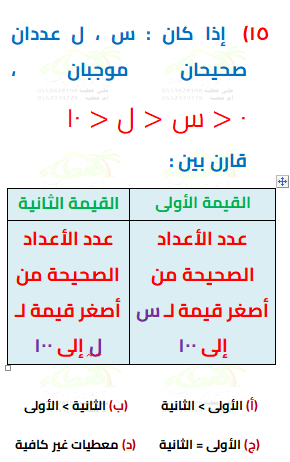 ١٥) إذا كان : س ، ل عددان
صحيحان موجبان ،
٠ < س < ل < ١٠
قارن بين :
القيمة الأولى
القيمة الثانية
عدد الأعداد
الصحيحة من
أصغر قيمة لـ س
إلى ١٠٠
عدد الأعداد
الصحيحة من
أصغر قيمة لـ
ل إلى ١٠٠
(أ) الأولى > الثانية
(ب) الثانية > الأولى
(ج) الأولى = الثانية
(د) معطيات غير كافية